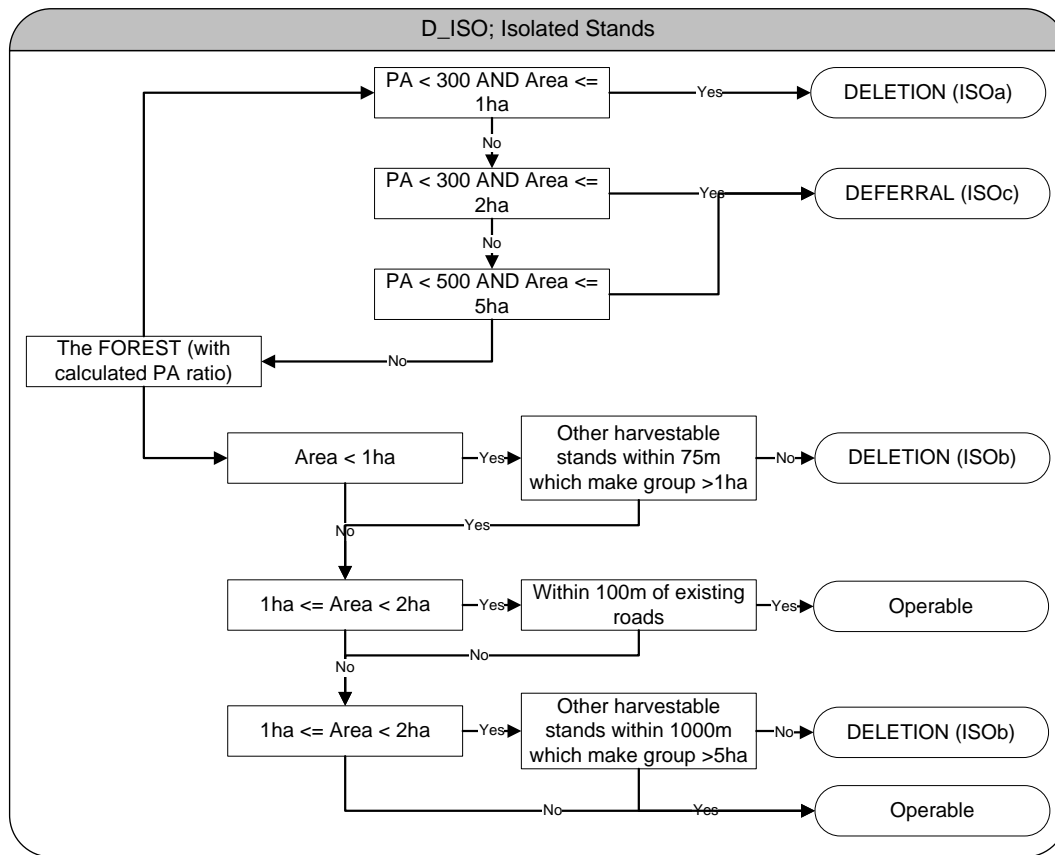 D_ISO; Isolated Stands
PA < 300 AND Area <=
1ha
Yes
DELETION (ISOa)
No
PA < 300 AND Area <=
2ha
Yes
DEFERRAL (ISOc)
No
PA < 500 AND Area <=
5ha
The FOREST (with
calculated PA ratio)
No
Area < 1ha
Yes
Other harvestable
stands within 75m
which make group >1ha
No
DELETION (ISOb)
Yes
No
1ha <= Area < 2ha
Yes
Within 100m of existing
roads
Yes
Operable
No
No
1ha <= Area < 2ha
Yes
Other harvestable
stands within 1000m
which make group >5ha
No
DELETION (ISOb)
No
Yes
Operable